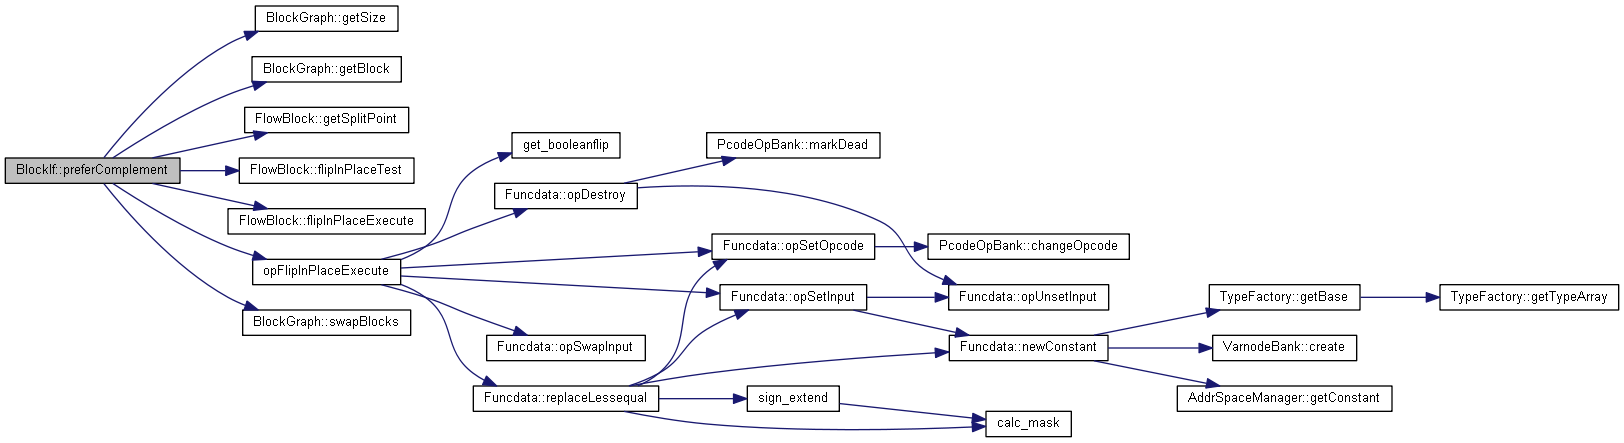 BlockGraph::getSize
BlockGraph::getBlock
FlowBlock::getSplitPoint
get_booleanflip
PcodeOpBank::markDead
BlockIf::preferComplement
FlowBlock::flipInPlaceTest
Funcdata::opDestroy
FlowBlock::flipInPlaceExecute
Funcdata::opSetOpcode
PcodeOpBank::changeOpcode
opFlipInPlaceExecute
Funcdata::opSetInput
Funcdata::opUnsetInput
TypeFactory::getBase
TypeFactory::getTypeArray
BlockGraph::swapBlocks
Funcdata::opSwapInput
Funcdata::newConstant
VarnodeBank::create
Funcdata::replaceLessequal
sign_extend
AddrSpaceManager::getConstant
calc_mask